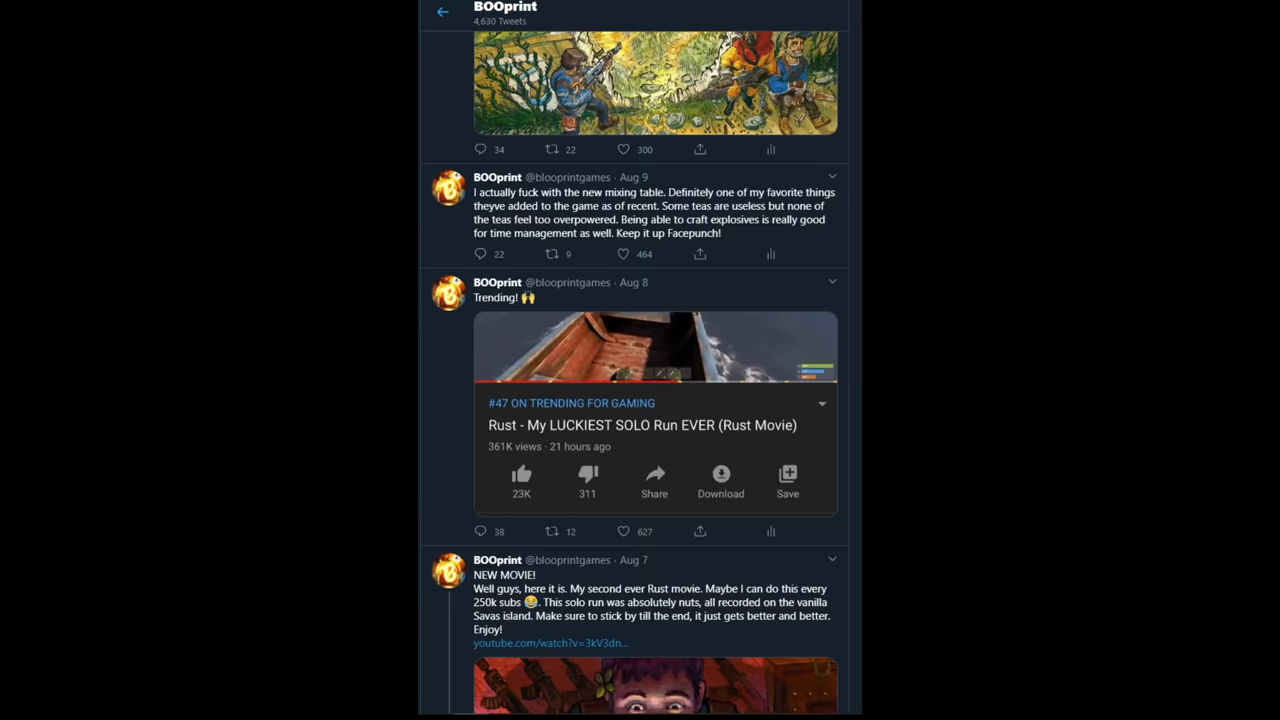 BOOprint
4,630 Tweets
34 22 300
BOOprint @blooprintgames · Aug 9
I actually fuck with the new mixing table. Definitely one of my favorite things
theyve added to the game as of recent. Some teas are useless but none of
the teas feel too overpowered. Being able to craft explosives is really good
for time management as well. Keep it up Facepunch!
22 9 464
BOOprint @blooprintgames · Aug 8
Trending! 🙌
#47 ON TRENDING FOR GAMING
Rust - My LUCKIEST SOLO Run EVER (Rust Movie)
361K views · 21 hours ago
23K 311 Share Download Save
38 12 627
BOOprint @blooprintgames · Aug 7
NEW MOVIE!
Well guys, here it is. My second ever Rust movie. Maybe I can do this every
250k subs 😂. This solo run was absolutely nuts, all recorded on the vanilla
Savas island. Make sure to stick by till the end, it just gets better and better.
Enjoy!
youtube.com/watch?v=3kV3dn...